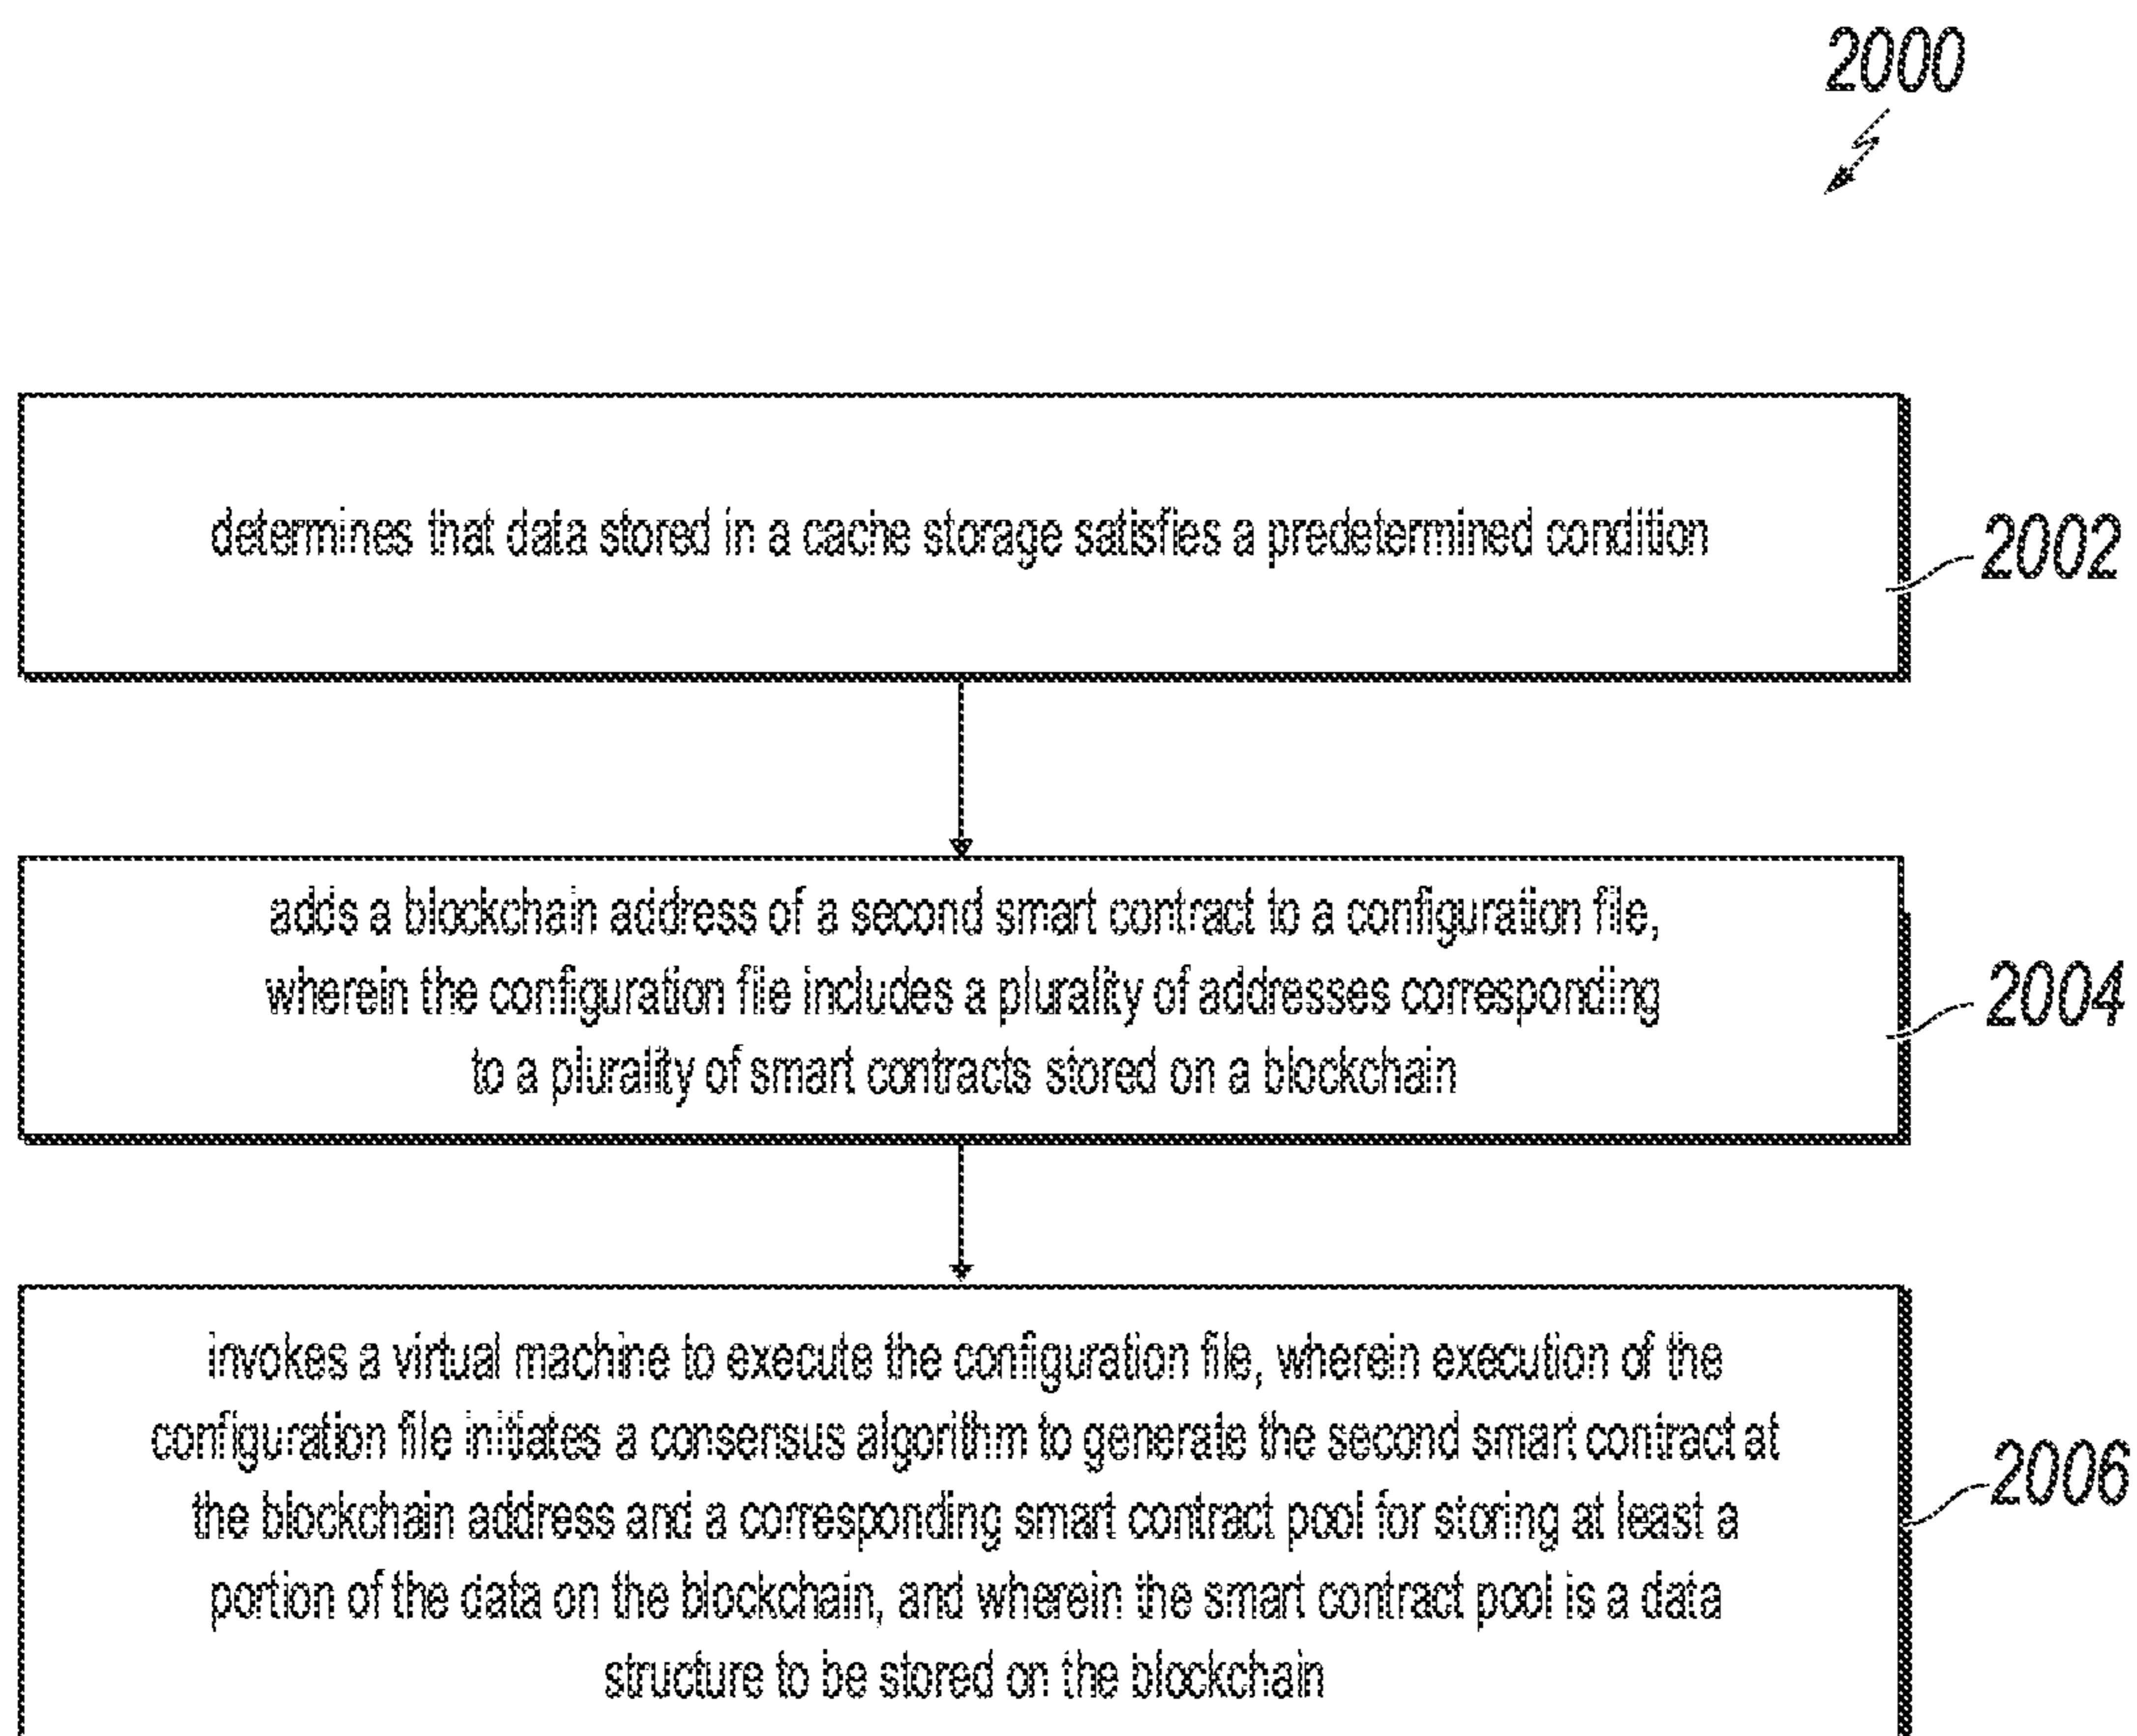 2000
determines that data stored in a cache storage satisfies a predetermined condition
2002
adds a blockchain address of a second smart contract to a configuration file,
wherein the configuration file includes a plurality of addresses corresponding
to a plurality of smart contracts stored on a blockchain
2004
invokes a virtual machine to execute the configuration file, wherein execution of the
configuration file initiates a consensus algorithm to generate the second smart contract at
the blockchain address and a corresponding smart contract pool for storing at least a
portion of the data on the blockchain, and wherein the smart contract pool is a data
structure to be stored on the blockchain
2006